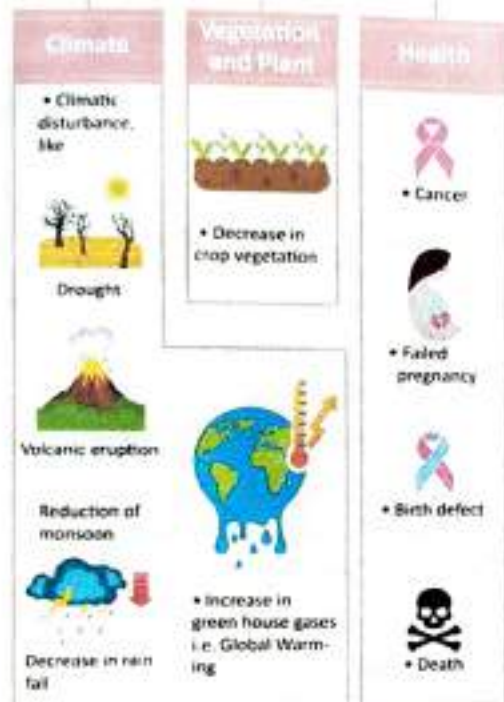 Climate
• Climatic
disturbance,
like
Drought
Volcanic eruption
Reduction of
monsoon
Decrease in rain
fall
• Increase in
green house gases
i.e. Global Warm-
ing
Vegetation
and Plant
• Decrease in
crop vegetation
Health
• Cancer
• Failed
pregnancy
• Birth defect
• Death